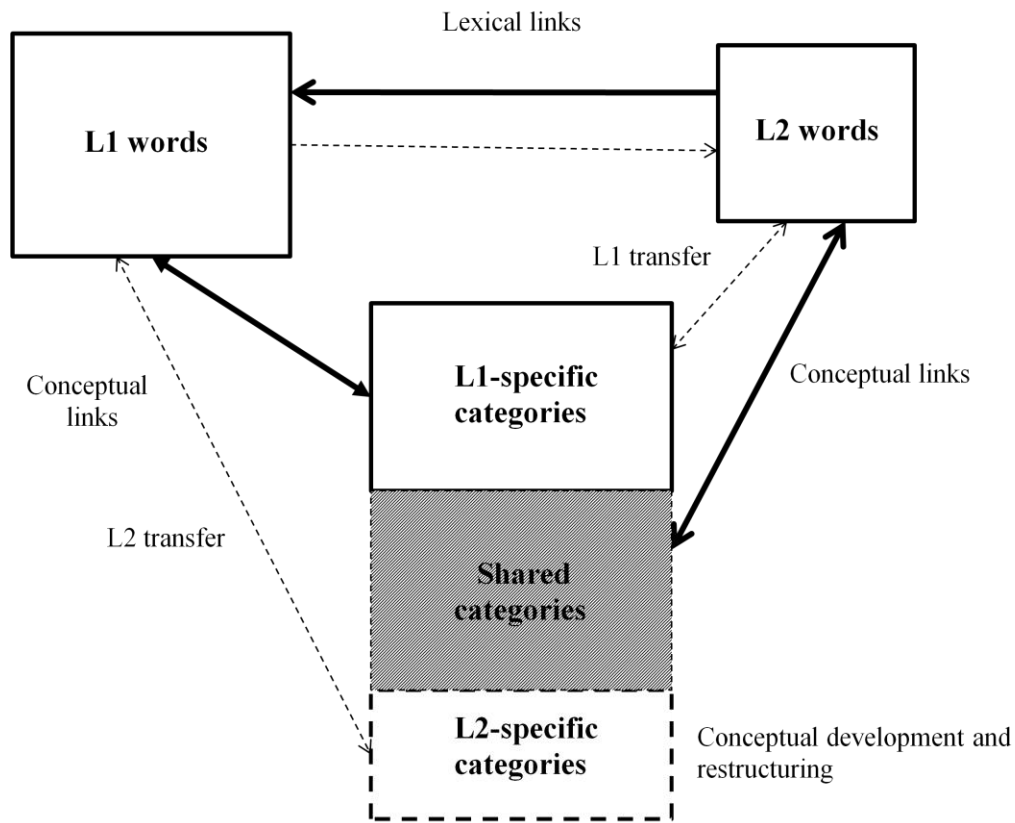 Lexical links
L1 words
L2 words
L1 transfer
L1-specific
categories
Conceptual links
Conceptual
links
L2 transfer
Shared
categories
L2-specific
categories
Conceptual development and
restructuring